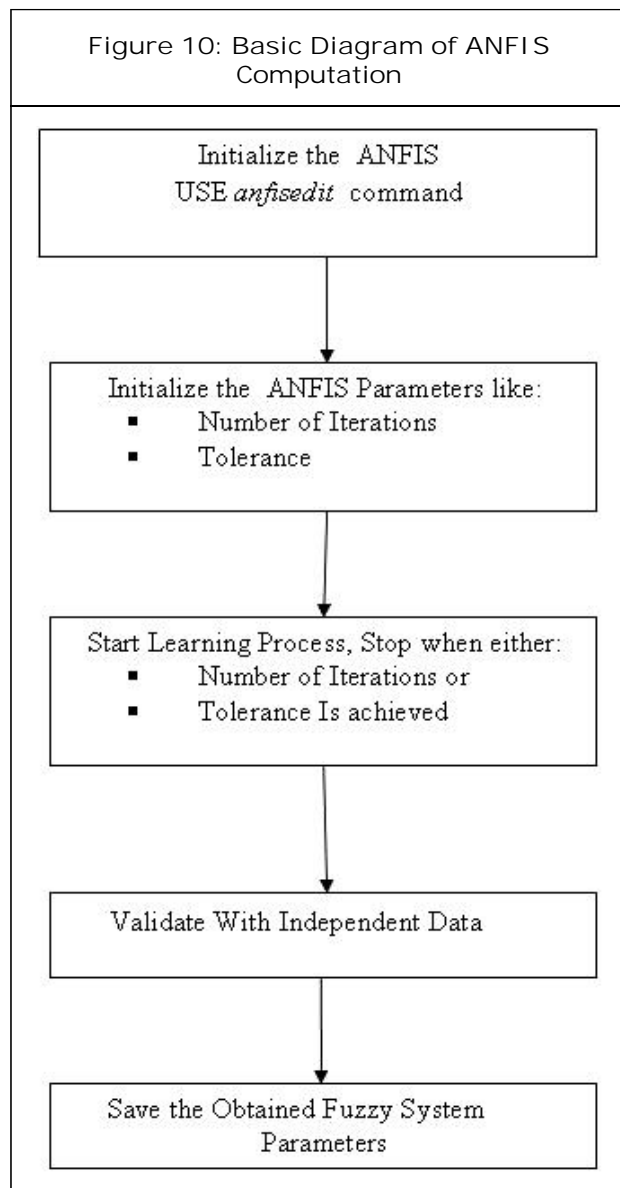 Figure 10: Basic Diagram of ANFIS
Computation
Initialize the ANFIS
USE anfisedit command
Initialize the ANFIS Parameters like:
▪ Number of Iterations
▪ Tolerance
Start Learning Process, Stop when either:
▪ Number of Iterations or
▪ Tolerance Is achieved
Validate With Independent Data
Save the Obtained Fuzzy System
Parameters